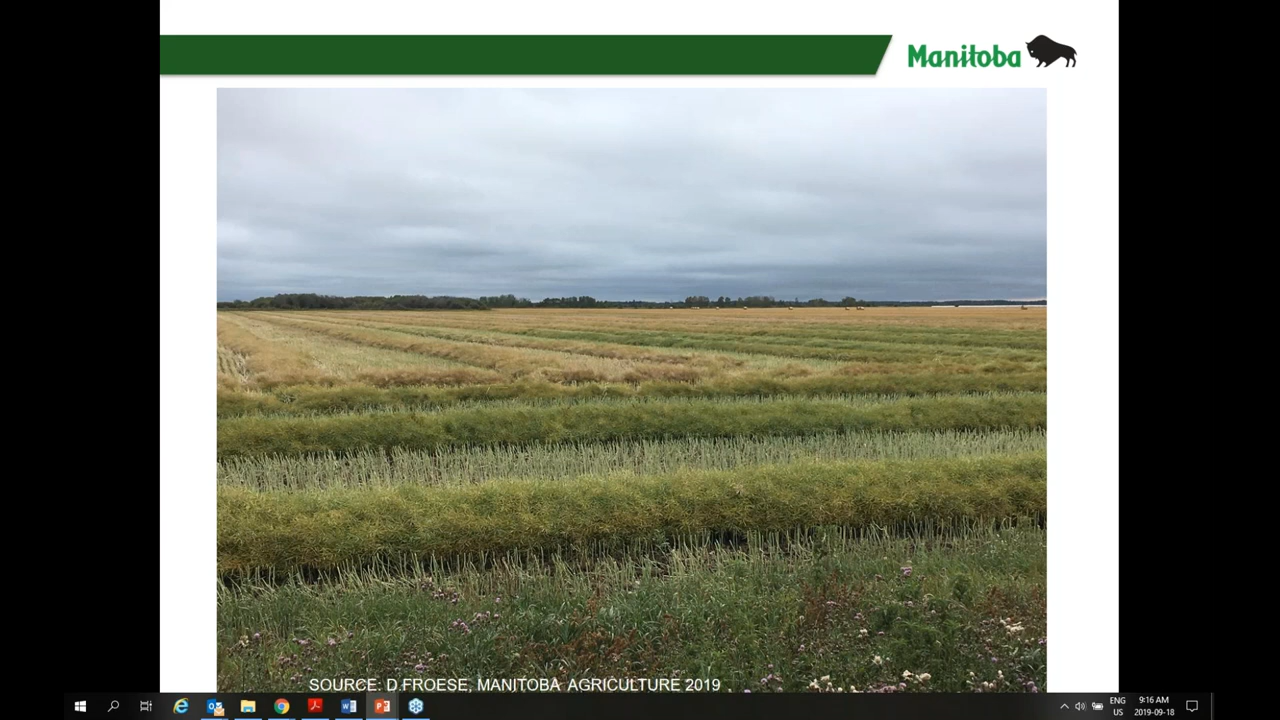 Manitoba
SOURCE: D FROESE, MANITOBA AGRICULTURE 2019
ENG
US
9:16 AM
2019-09-18